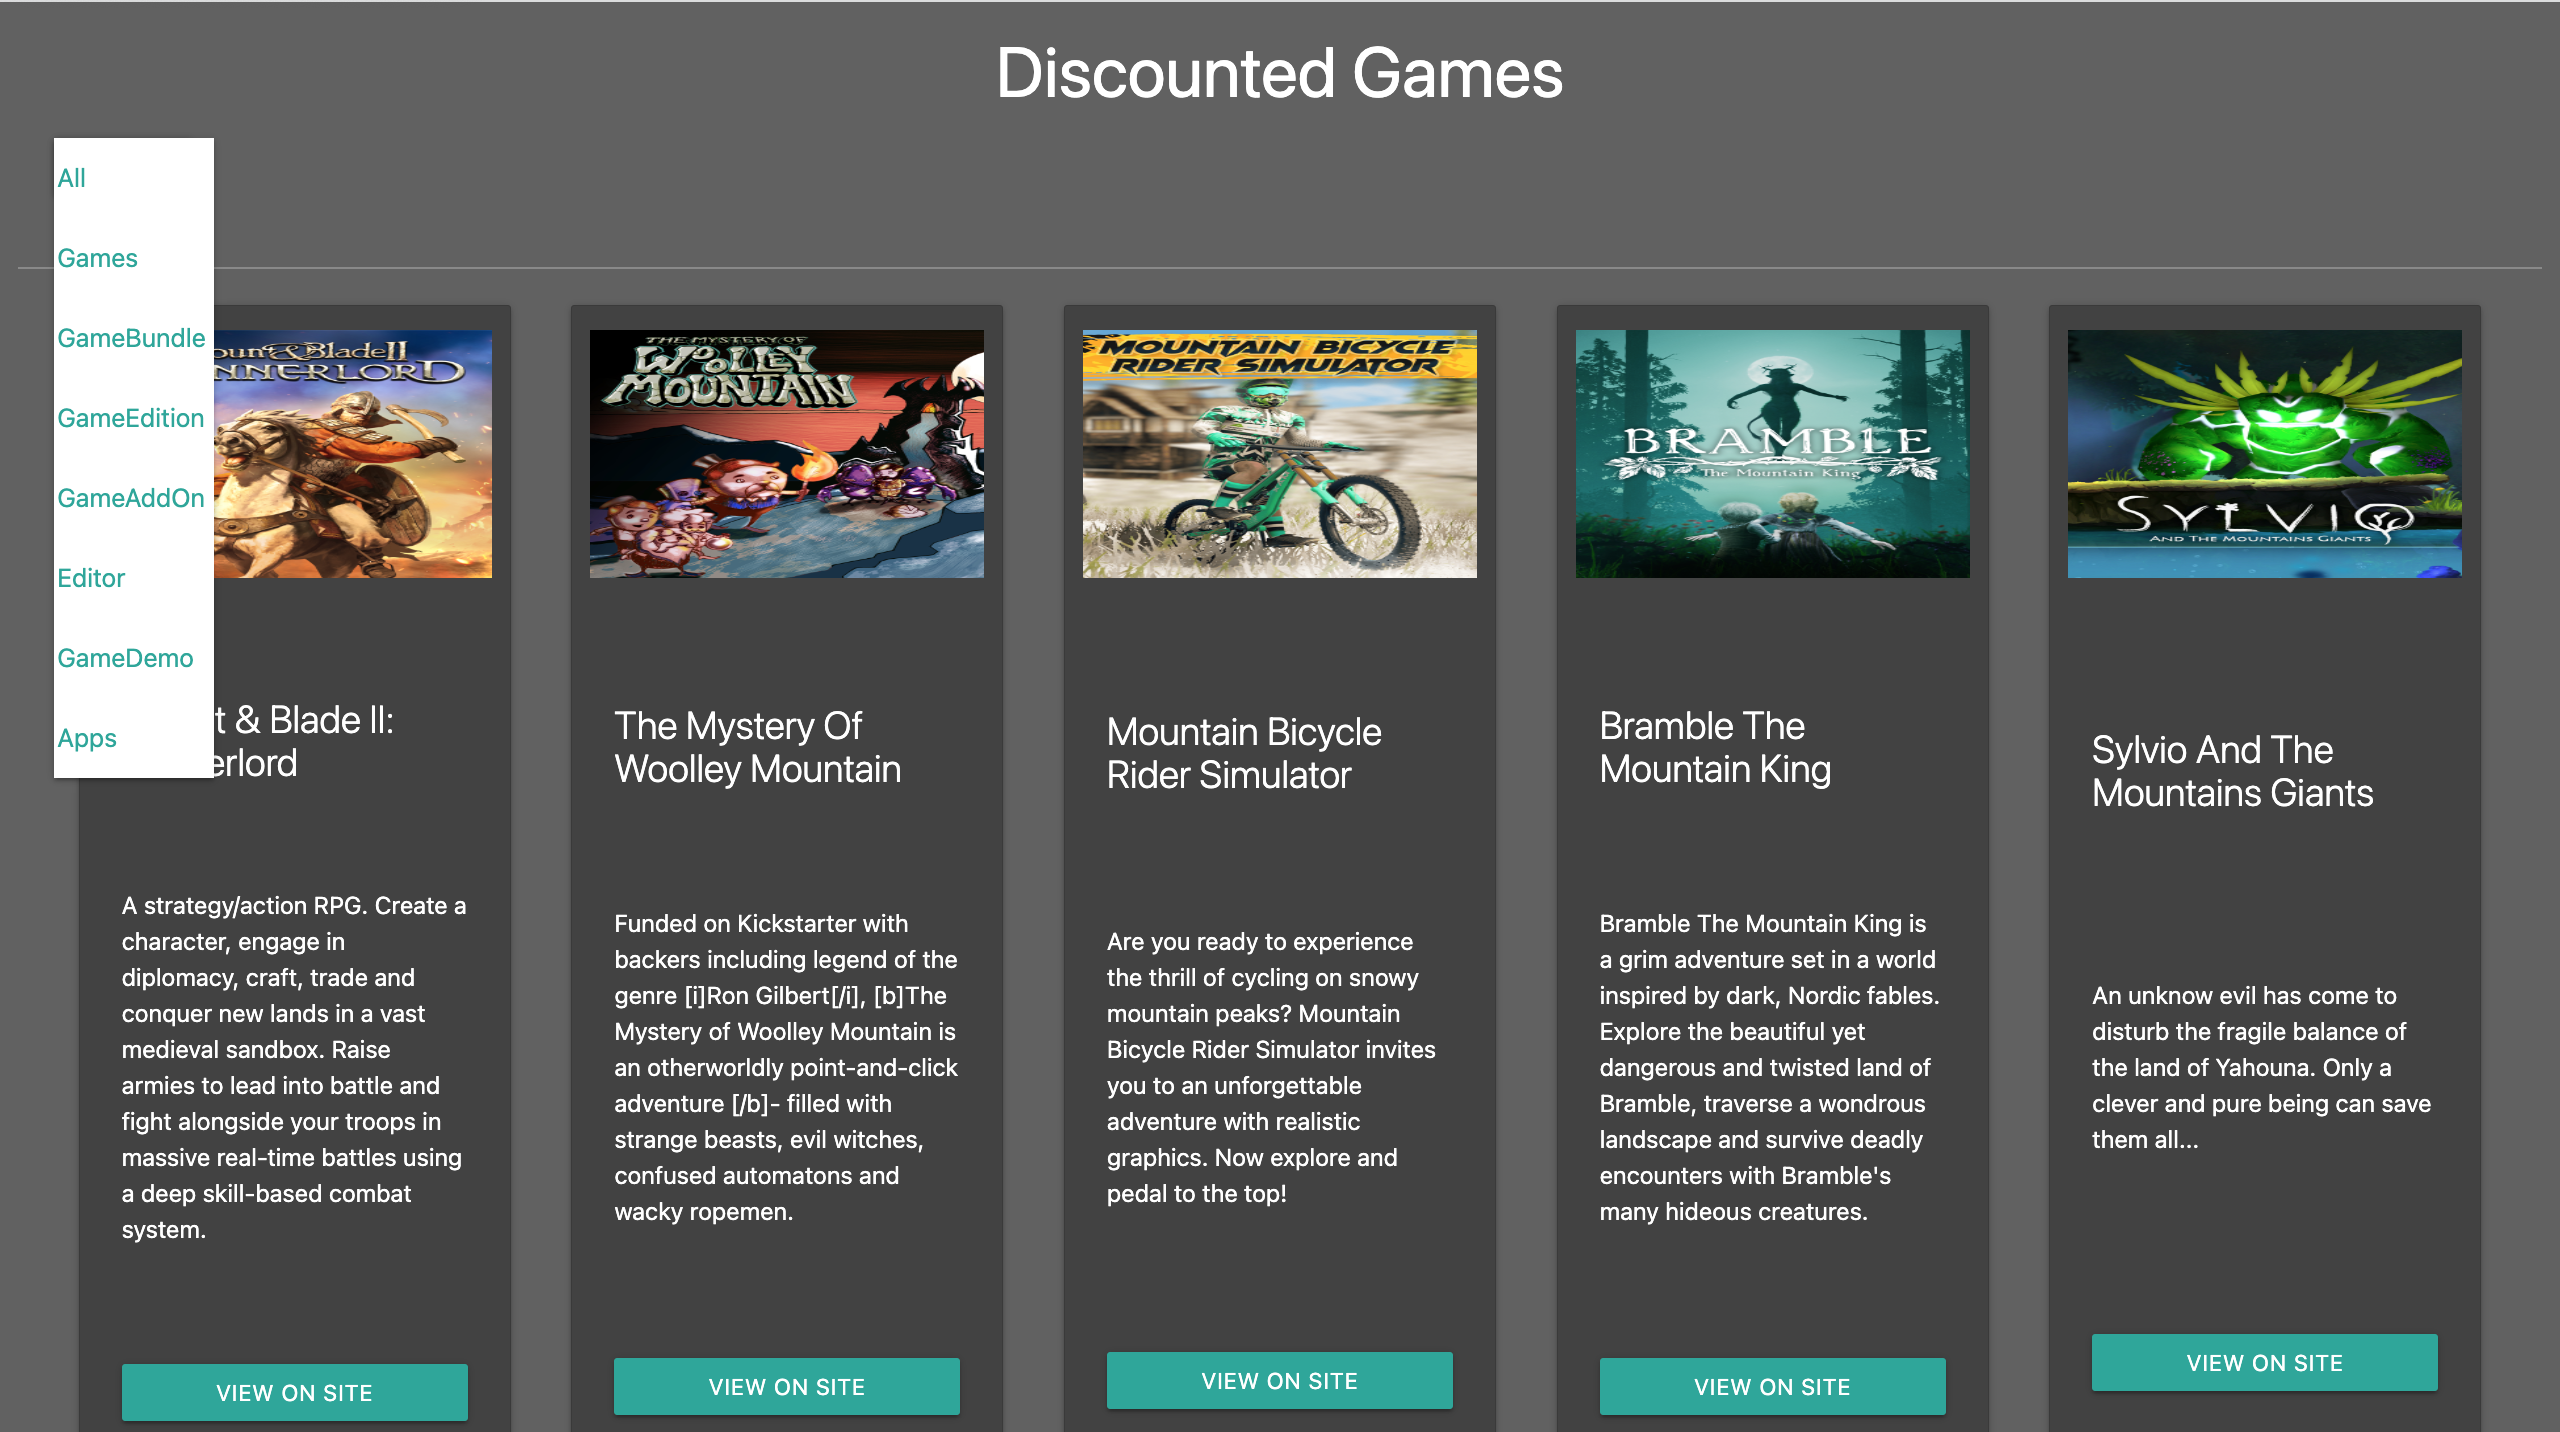 Discounted Games
All
Games
GameBundle
GameEdition
GameAddOn
Editor
GameDemo
Apps
oun & Blade II
NNERLORD
t & Blade II:
erlord
A strategy/action RPG. Create a
character, engage in
diplomacy, craft, trade and
conquer new lands in a vast
medieval sandbox. Raise
armies to lead into battle and
fight alongside your troops in
massive real-time battles using
a deep skill-based combat
system.
VIEW ON SITE
THE MYSTERY OF
WOOLLEY
MOUNTAIN
The Mystery Of
Woolley Mountain
Funded on Kickstarter with
backers including legend of the
genre [i]Ron Gilbert[/i], [b]The
Mystery of Woolley Mountain is
an otherworldly point-and-click
adventure [/b]- filled with
strange beasts, evil witches,
confused automatons and
wacky ropemen.
VIEW ON SITE
MOUNTAIN BICYCLE
RIDER SIMULATOR
Mountain Bicycle
Rider Simulator
Are you ready to experience
the thrill of cycling on snowy
mountain peaks? Mountain
Bicycle Rider Simulator invites
you to an unforgettable
adventure with realistic
graphics. Now explore and
pedal to the top!
VIEW ON SITE
BRAMBLE
The Mountain King
Bramble The
Mountain King
Bramble The Mountain King is
a grim adventure set in a world
inspired by dark, Nordic fables.
Explore the beautiful yet
dangerous and twisted land of
Bramble, traverse a wondrous
landscape and survive deadly
encounters with Bramble's
many hideous creatures.
VIEW ON SITE
SYLVIO
AND THE MOUNTAINS GIANTS
Sylvio And The
Mountains Giants
An unknow evil has come to
disturb the fragile balance of
the land of Yahouna. Only a
clever and pure being can save
them all...
VIEW ON SITE